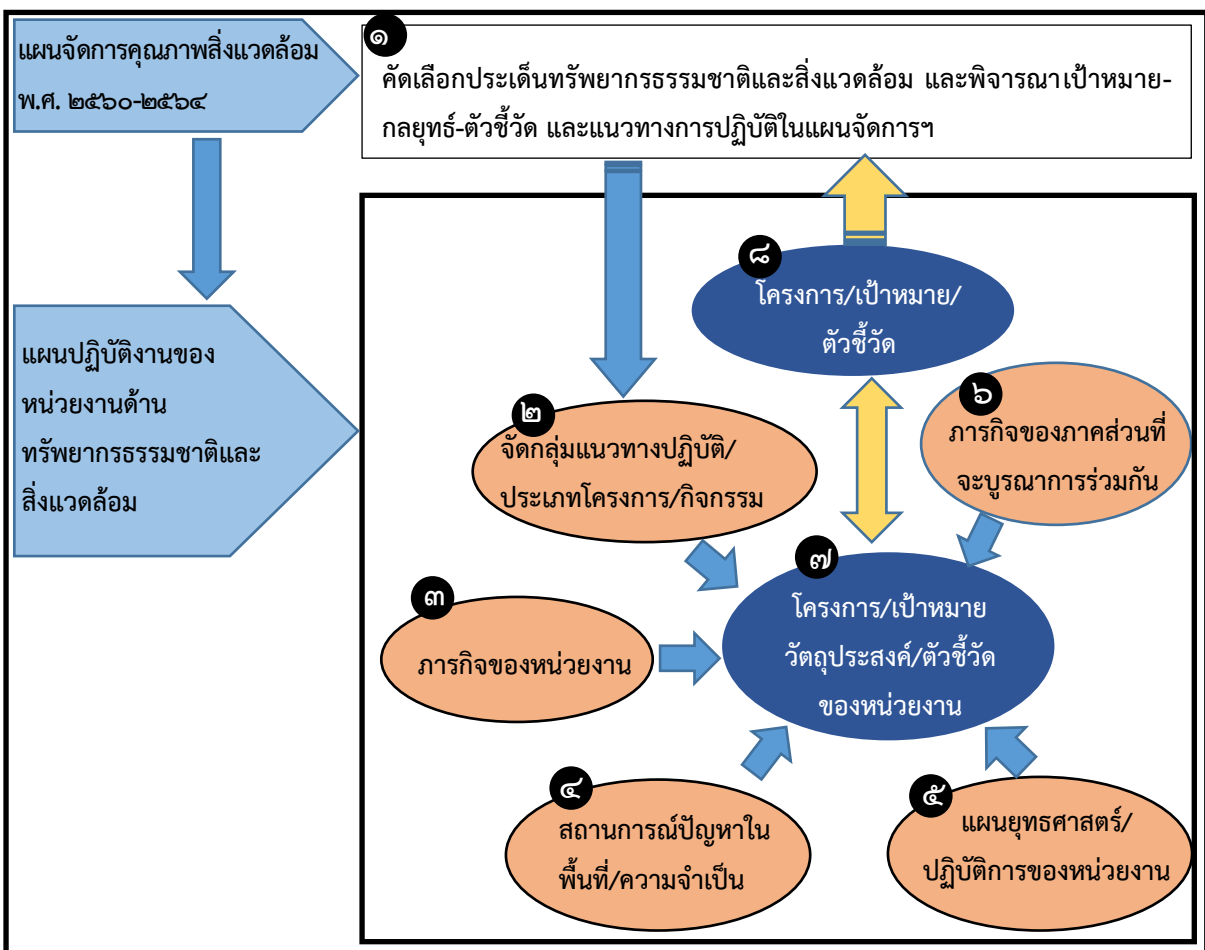 แผนจัดการคุณภาพสิ่งแวดล้อม
พ.ศ. ๒๕๖๐-๒๕๖๔
๑
คัดเลือกประเด็นทรัพยากรธรรมชาติและสิ่งแวดล้อม และพิจารณาเป้าหมาย-
กลยุทธ์-ตัวชี้วัด และแนวทางการปฏิบัติในแผนจัดการฯ
แผนปฏิบัติงานของ
หน่วยงานด้าน
ทรัพยากรธรรมชาติและ
สิ่งแวดล้อม
๘
โครงการ/เป้าหมาย/
ตัวชี้วัด
๒
จัดกลุ่มแนวทางปฏิบัติ/
ประเภทโครงการ/กิจกรรม
๖
ภารกิจของภาคส่วนที่
จะบูรณาการร่วมกัน
๗
โครงการ/เป้าหมาย
วัตถุประสงค์/ตัวชี้วัด
ของหน่วยงาน
๓
ภารกิจของหน่วยงาน
๔
สถานการณ์ปัญหาใน
พื้นที่/ความจำเป็น
๕
แผนยุทธศาสตร์/
ปฏิบัติการของหน่วยงาน